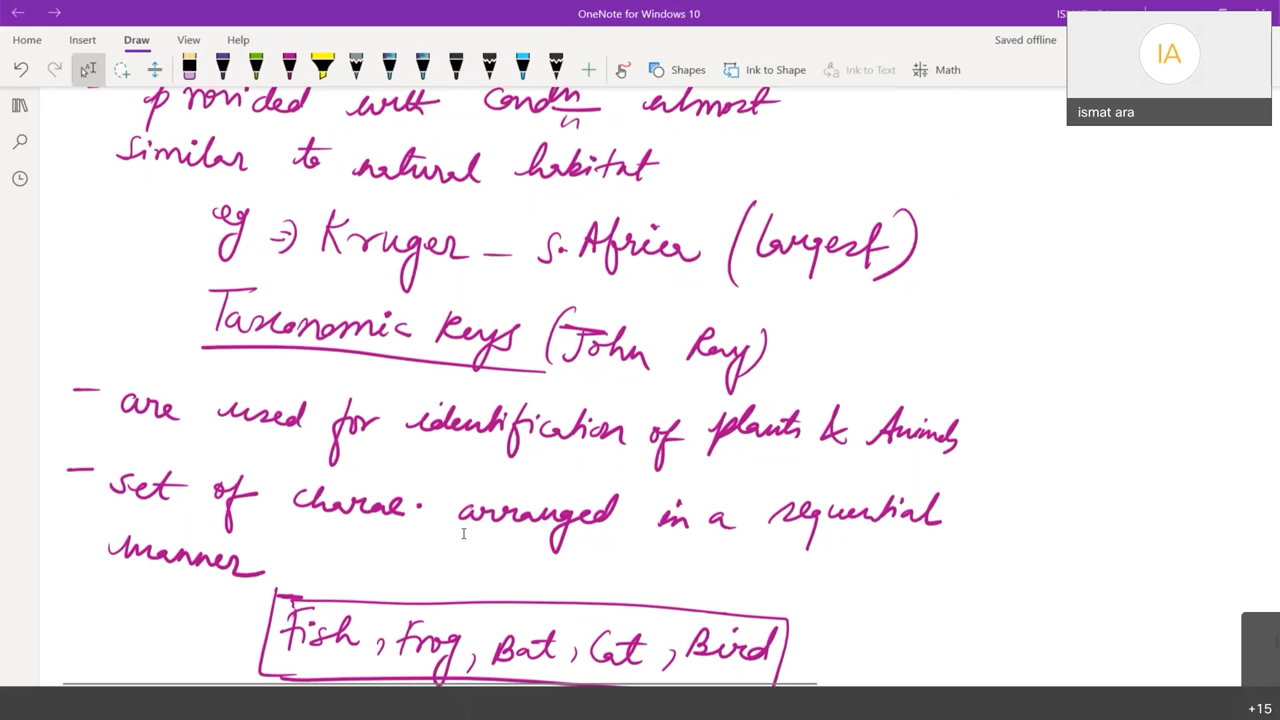 OneNote for Windows 10
Home Insert Draw View Help
Saved offline
IA
ismat ara
Shapes Ink to Shape Ink to Text Math
provided with Condn almost
similar to natural habitat
eg => Kruger - S. Africa (largest)
Taxonomic Keys (John Ray)
- are used for identification of plants & Animals
- set of charac. arranged in a sequential
manner
Fish, Frog, Bat, Cat, Bird
+15